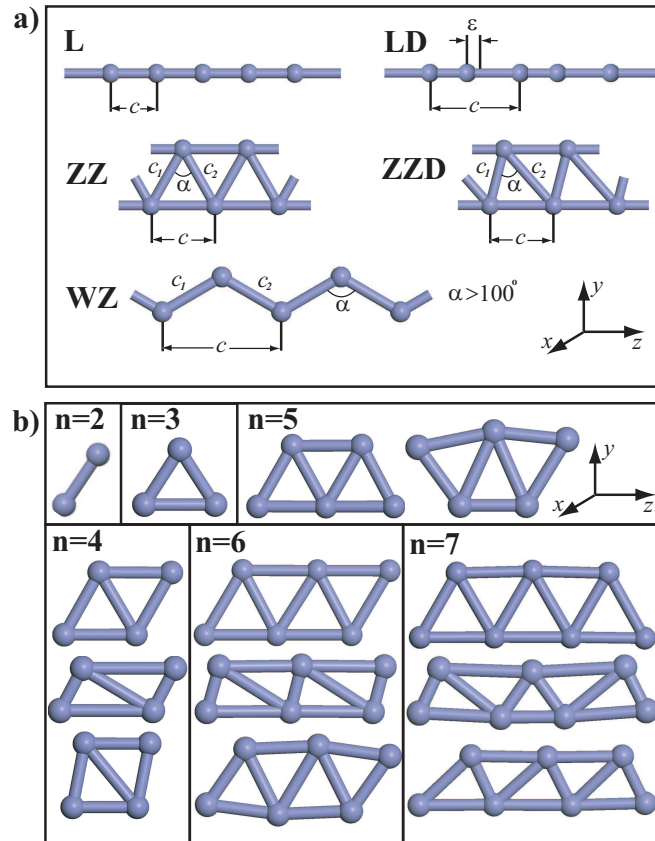 a)
L
c
LD
ε
c
ZZ
c₁
α
c₂
c
ZZD
c₁
α
c₂
c
WZ
c₁
c₂
α
c
α>100°
y
x
z
b)
n=2
n=3
n=5
y
x
z
n=4
n=6
n=7